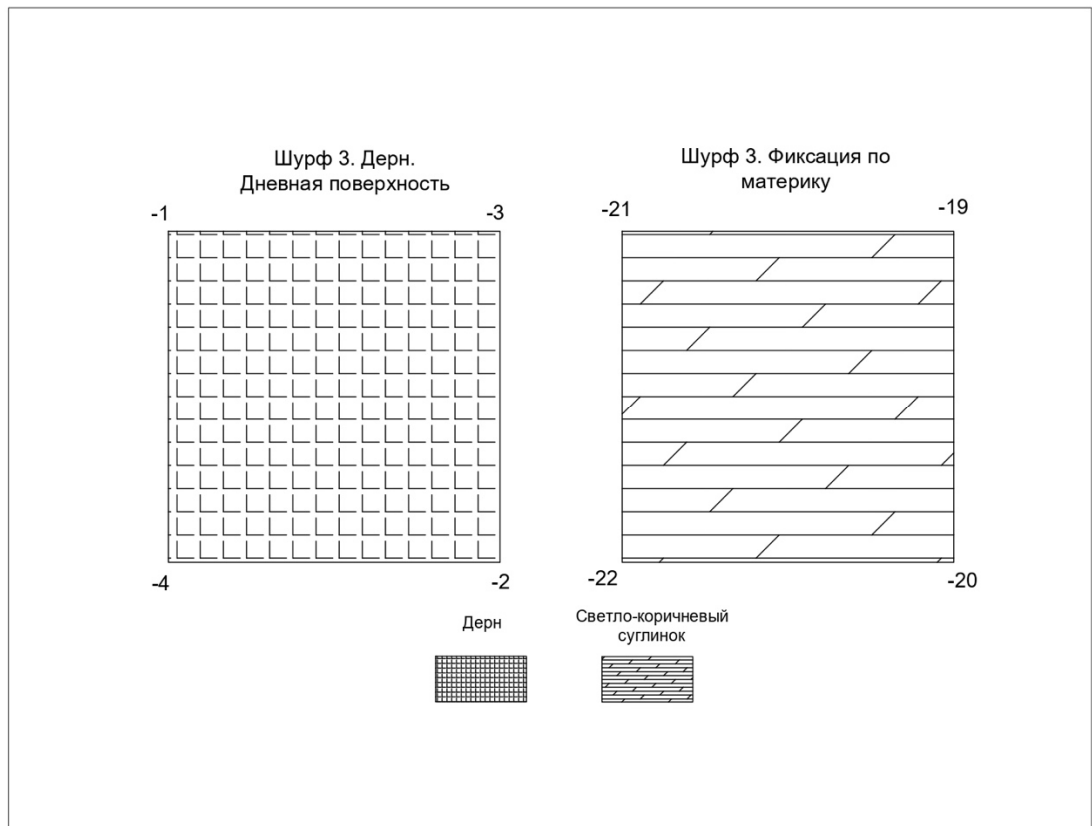 Шурф 3. Дерн.
Дневная поверхность
-1
-3
-4
-2
Шурф 3. Фиксация по
материку
-21
-19
-22
-20
Дерн
Светло-коричневый
суглинок